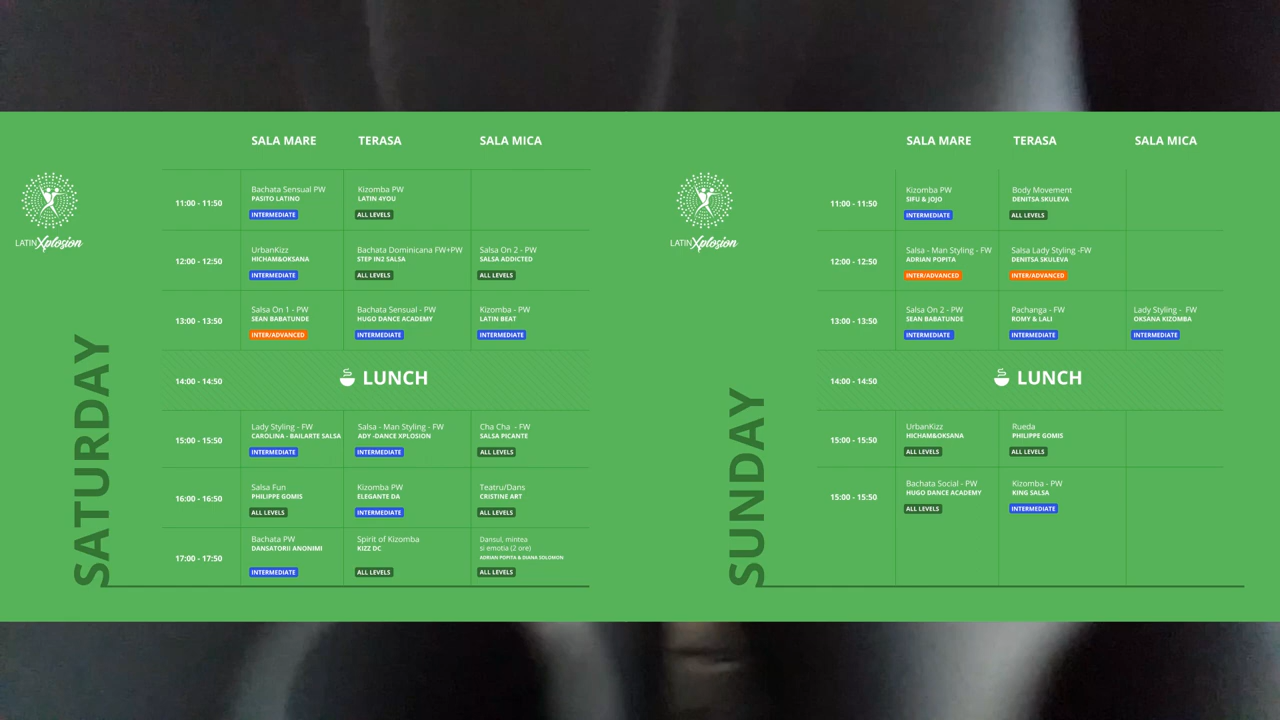 SALA MARE TERASA SALA MICA
LATINXplosion
SATURDAY
11:00 - 11:50
Bachata Sensual PW
PASITO LATINO
INTERMEDIATE
Kizomba PW
LATIN 4YOU
ALL LEVELS
12:00 - 12:50
UrbanKizz
HICHAM&OKSANA
INTERMEDIATE
Bachata Dominicana FW+PW
STEP IN2 SALSA
ALL LEVELS
Salsa On 2 - PW
SALSA ADDICTED
ALL LEVELS
13:00 - 13:50
Salsa On 1 - PW
SEAN BABATUNDE
INTER/ADVANCED
Bachata Sensual - PW
HUGO DANCE ACADEMY
INTERMEDIATE
Kizomba - PW
LATIN BEAT
INTERMEDIATE
14:00 - 14:50
LUNCH
15:00 - 15:50
Lady Styling - FW
CAROLINA - BAILARTE SALSA
INTERMEDIATE
Salsa - Man Styling - FW
ADY -DANCE XPLOSION
INTERMEDIATE
Cha Cha - FW
SALSA PICANTE
ALL LEVELS
16:00 - 16:50
Salsa Fun
PHILIPPE GOMIS
ALL LEVELS
Kizomba PW
ELEGANTE DA
INTERMEDIATE
Teatru/Dans
CRISTINE ART
ALL LEVELS
17:00 - 17:50
Bachata PW
DANSATORII ANONIMI
INTERMEDIATE
Spirit of Kizomba
KIZZ DC
ALL LEVELS
Dansul, mintea
si emotia (2 ore)
ADRIAN POPITA & DIANA SOLOMON
ALL LEVELS
SALA MARE TERASA SALA MICA
LATINXplosion
SUNDAY
11:00 - 11:50
Kizomba PW
SIFU & JOJO
INTERMEDIATE
Body Movement
DENITSA SKULEVA
ALL LEVELS
12:00 - 12:50
Salsa - Man Styling - FW
ADRIAN POPITA
INTER/ADVANCED
Salsa Lady Styling -FW
DENITSA SKULEVA
INTER/ADVANCED
13:00 - 13:50
Salsa On 2 - PW
SEAN BABATUNDE
INTERMEDIATE
Pachanga - FW
ROMY & LALI
INTERMEDIATE
Lady Styling - FW
OKSANA KIZOMBA
INTERMEDIATE
14:00 - 14:50
LUNCH
15:00 - 15:50
UrbanKizz
HICHAM&OKSANA
ALL LEVELS
Rueda
PHILIPPE GOMIS
ALL LEVELS
15:00 - 15:50
Bachata Social - PW
HUGO DANCE ACADEMY
ALL LEVELS
Kizomba - PW
KING SALSA
INTERMEDIATE